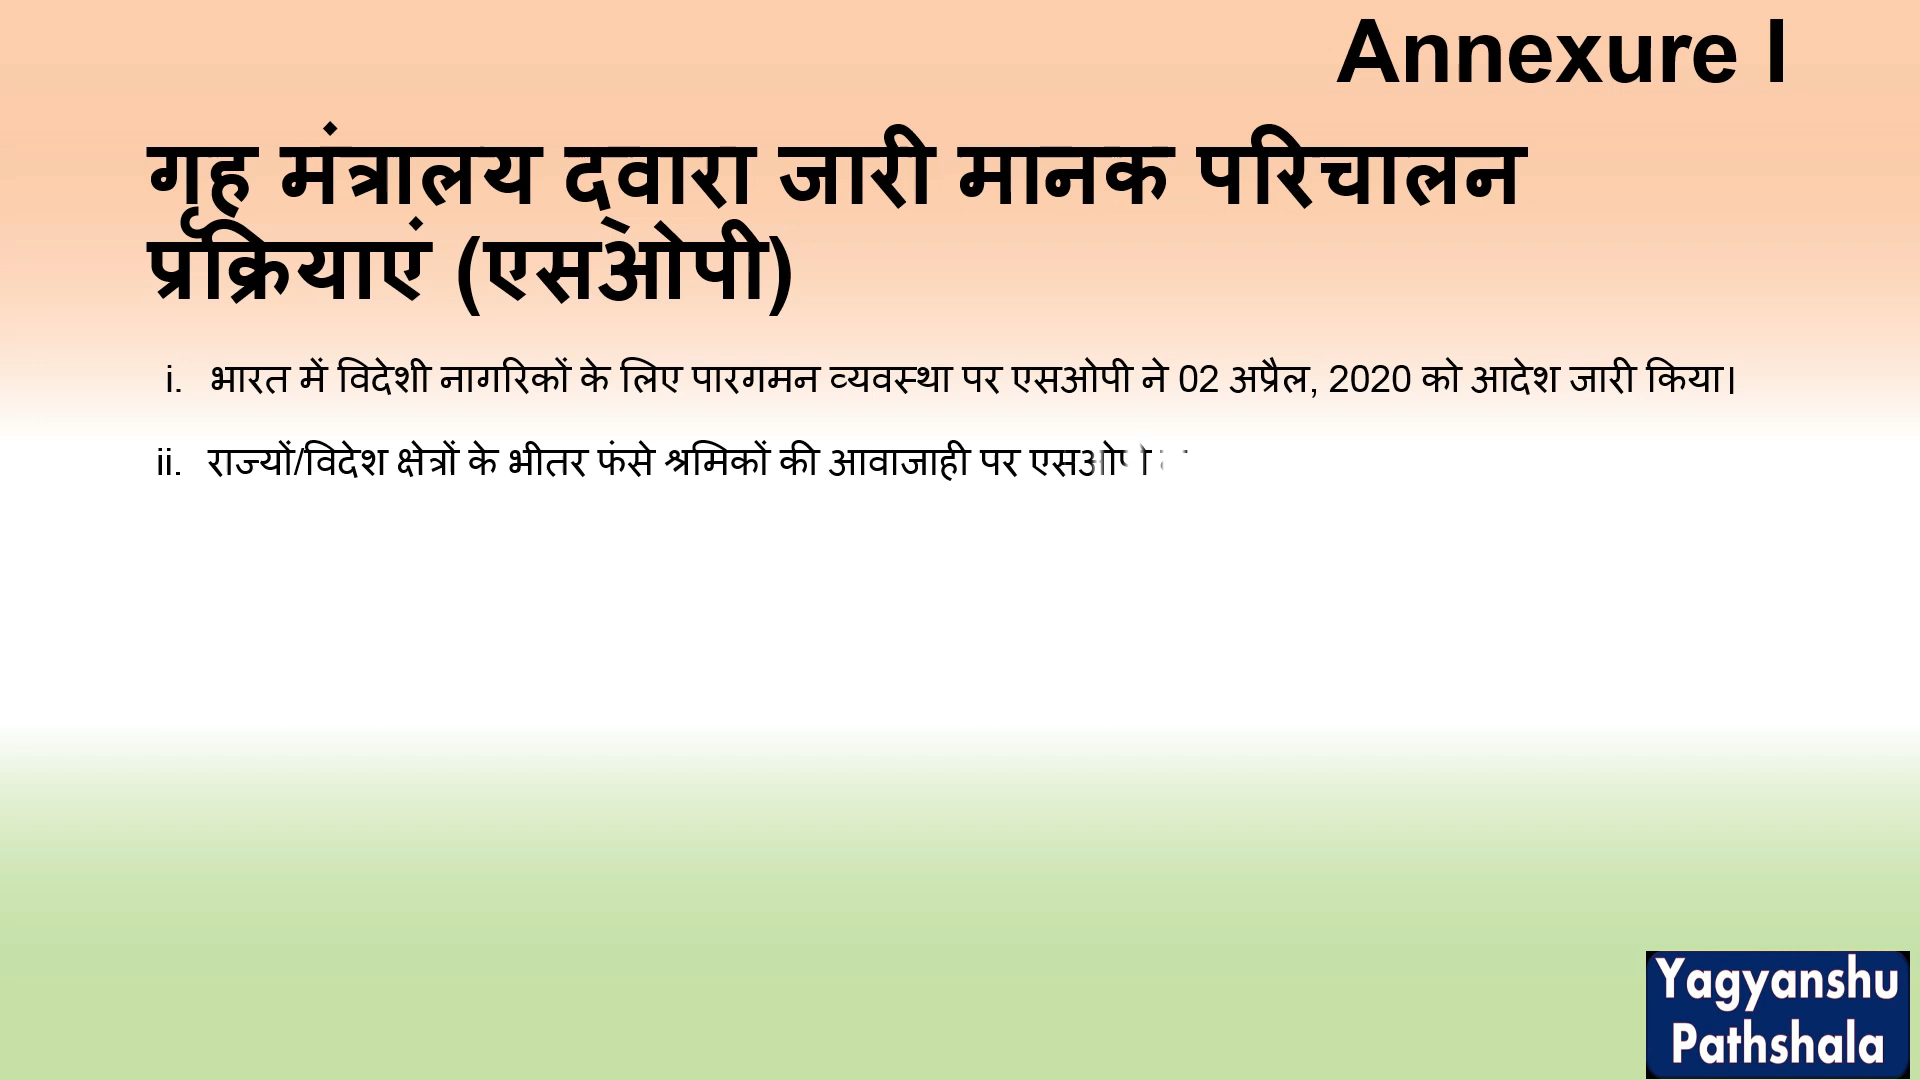 Annexure I
गृह मंत्रालय द्वारा जारी मानक परिचालन
प्रक्रियाएं (एसओपी)
i. भारत में विदेशी नागरिकों के लिए पारगमन व्यवस्था पर एसओपी ने 02 अप्रैल, 2020 को आदेश जारी किया।
ii. राज्यों/विदेश क्षेत्रों के भीतर फंसे श्रमिकों की आवाजाही पर एसओपी
Yagyanshu
Pathshala